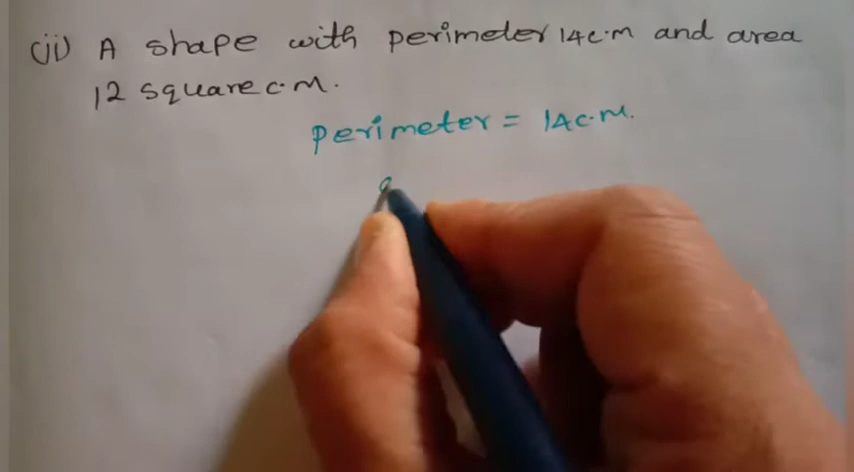 (ii) A shape with perimeter 14c.m and area
12 square c.m.
perimeter = 14c.m.